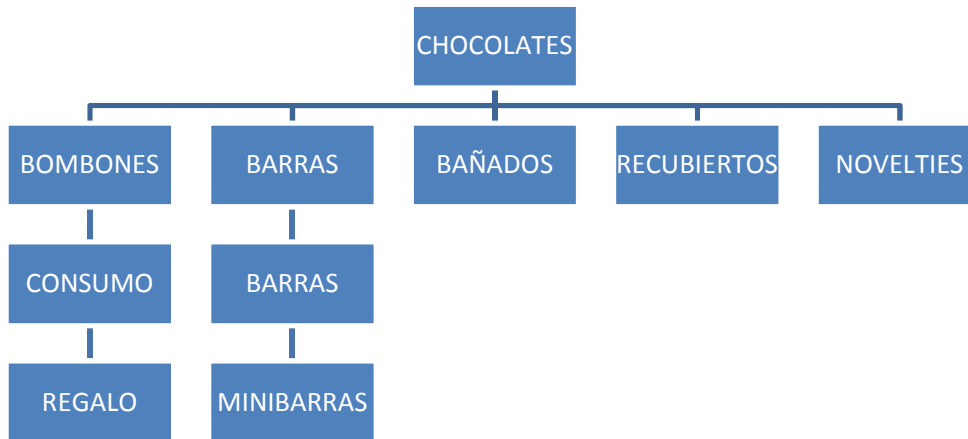 CHOCOLATES
BOMBONES
BARRAS
BAÑADOS
RECUBIERTOS
NOVELTIES
CONSUMO
BARRAS
REGALO
MINIBARRAS